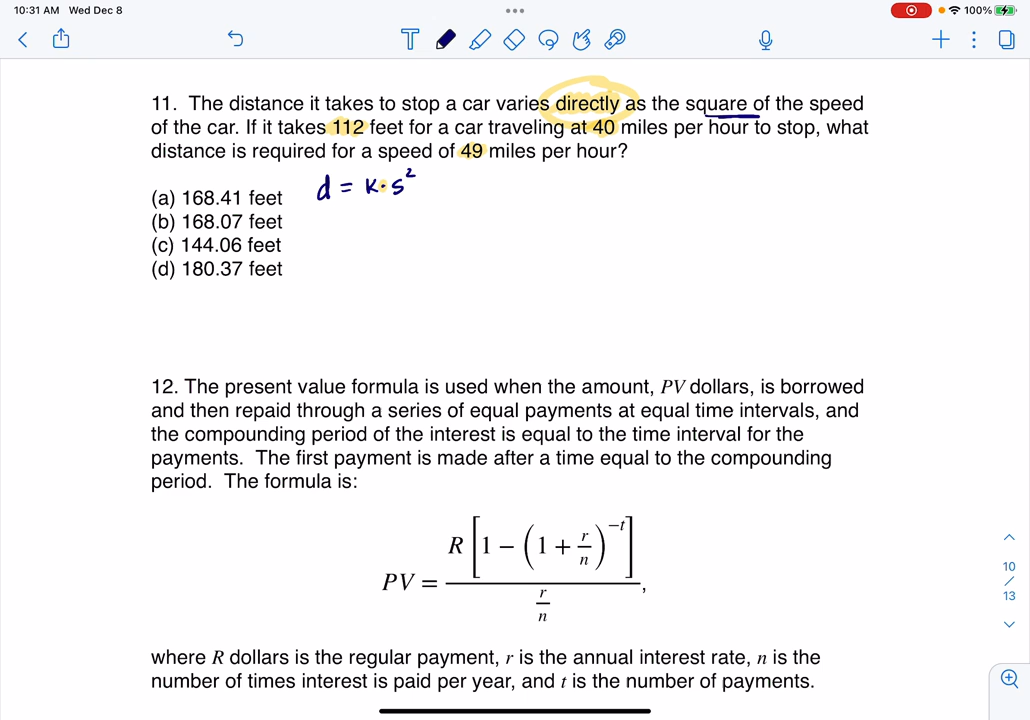 10:31 AM Wed Dec 8
100%
11. The distance it takes to stop a car varies directly as the square of the speed
of the car. If it takes 112 feet for a car traveling at 40 miles per hour to stop, what
distance is required for a speed of 49 miles per hour?
d = k · s²
(a) 168.41 feet
(b) 168.07 feet
(c) 144.06 feet
(d) 180.37 feet
12. The present value formula is used when the amount, PV dollars, is borrowed
and then repaid through a series of equal payments at equal time intervals, and
the compounding period of the interest is equal to the time interval for the
payments. The first payment is made after a time equal to the compounding
period. The formula is:
PV = R[1 − (1 + r/n)^−t] / (r/n),
where R dollars is the regular payment, r is the annual interest rate, n is the
number of times interest is paid per year, and t is the number of payments.
10
/
13